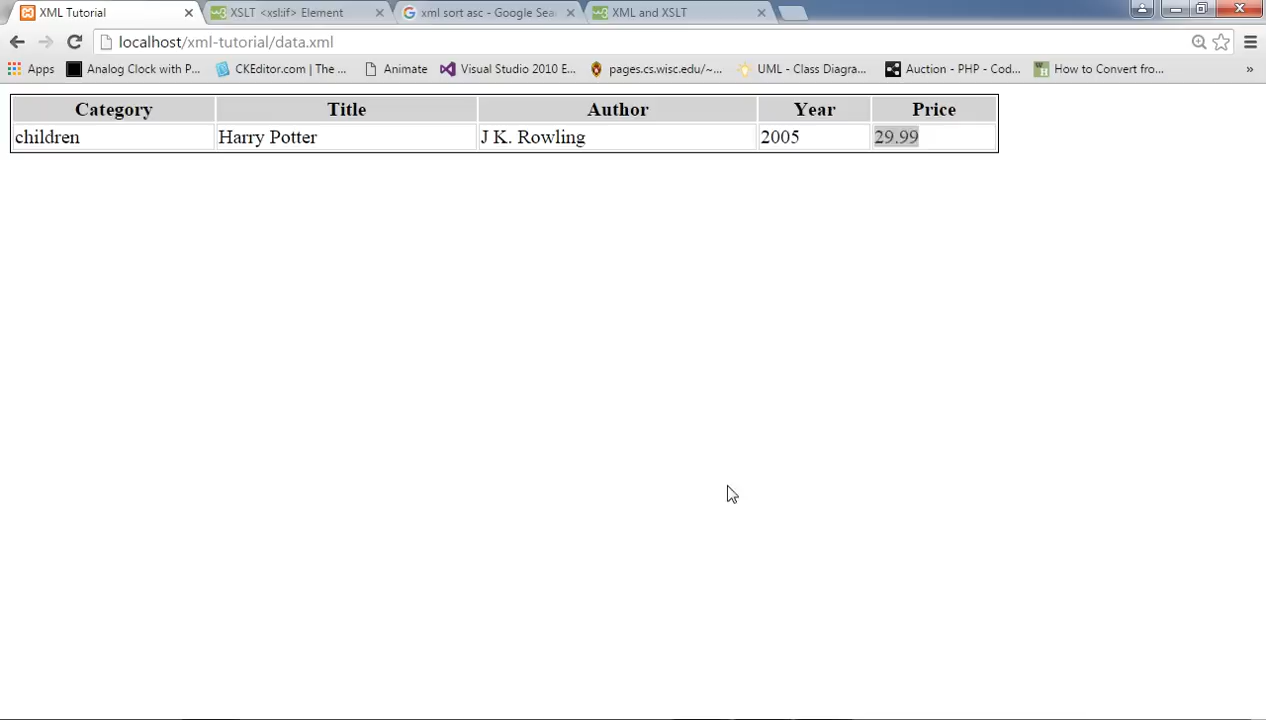 XML Tutorial
XSLT <xsl:if> Element
xml sort asc - Google Sea
XML and XSLT
localhost/xml-tutorial/data.xml
Apps
Analog Clock with P...
CKEditor.com | The ...
Animate
Visual Studio 2010 E...
pages.cs.wisc.edu/~...
UML - Class Diagra...
Auction - PHP - Cod...
How to Convert fro...
»
Category Title Author Year Price
children Harry Potter J K. Rowling 2005 29.99